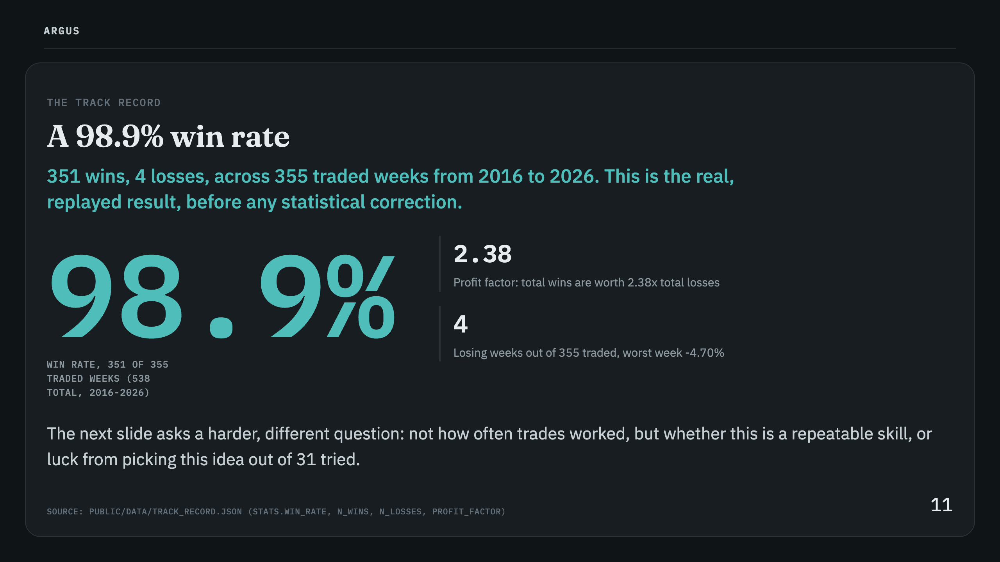 ARGUS
THE TRACK RECORD
A 98.9% win rate
351 wins, 4 losses, across 355 traded weeks from 2016 to 2026. This is the real,
replayed result, before any statistical correction.
98.9%
WIN RATE, 351 OF 355
TRADED WEEKS (538
TOTAL, 2016-2026)
2.38
Profit factor: total wins are worth 2.38x total losses
4
Losing weeks out of 355 traded, worst week -4.70%
The next slide asks a harder, different question: not how often trades worked, but whether this is a repeatable skill, or
luck from picking this idea out of 31 tried.
SOURCE: PUBLIC/DATA/TRACK_RECORD.JSON (STATS.WIN_RATE, N_WINS, N_LOSSES, PROFIT_FACTOR)
11